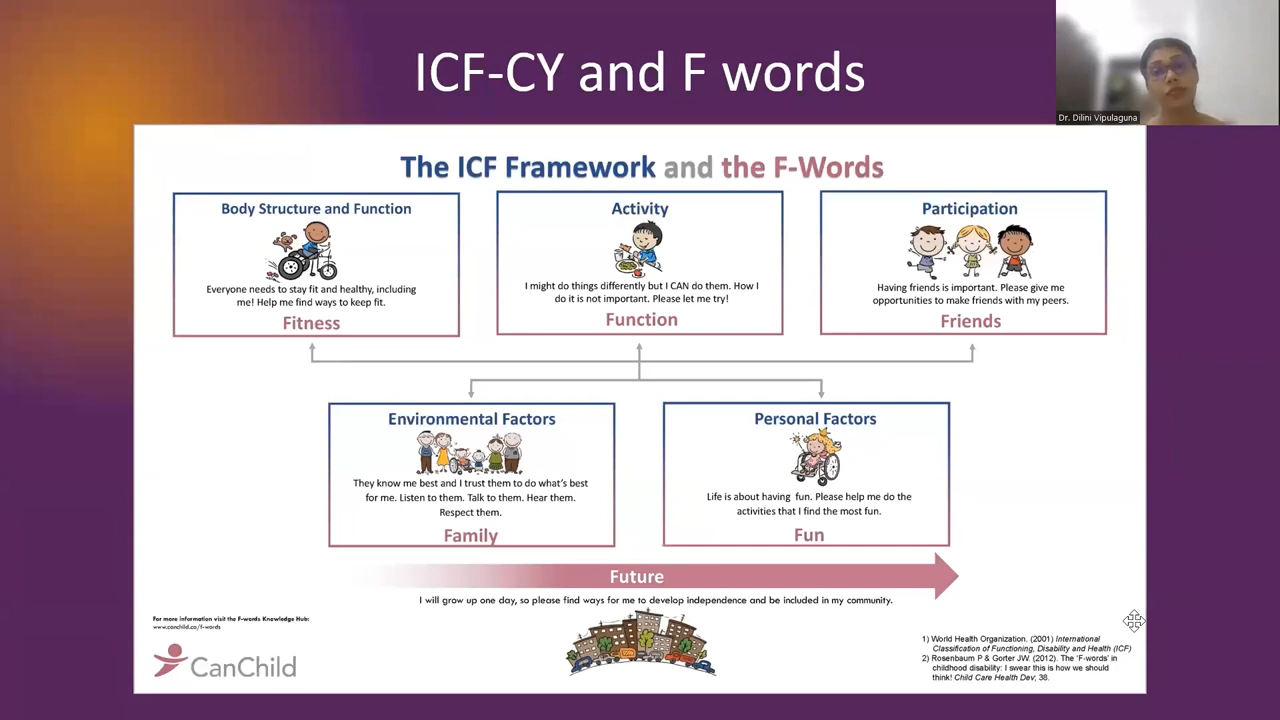 ICF-CY and F words
Dr. Dilini Vipulaguna
The ICF Framework and the F-Words
Body Structure and Function
Everyone needs to stay fit and healthy, including
me! Help me find ways to keep fit.
Fitness
Activity
I might do things differently but I CAN do them. How I
do it is not important. Please let me try!
Function
Participation
Having friends is important. Please give me
opportunities to make friends with my peers.
Friends
Environmental Factors
They know me best and I trust them to do what's best
for me. Listen to them. Talk to them. Hear them.
Respect them.
Family
Personal Factors
Life is about having fun. Please help me do the
activities that I find the most fun.
Fun
Future
I will grow up one day, so please find ways for me to develop independence and be included in my community.
For more information visit the F-words Knowledge Hub:
www.canchild.ca/f-words
CanChild
1) World Health Organization. (2001) International
Classification of Functioning, Disability and Health (ICF)
2) Rosenbaum P & Gorter JW. (2012). The 'F-words' in
childhood disability: I swear this is how we should
think! Child Care Health Dev; 38.